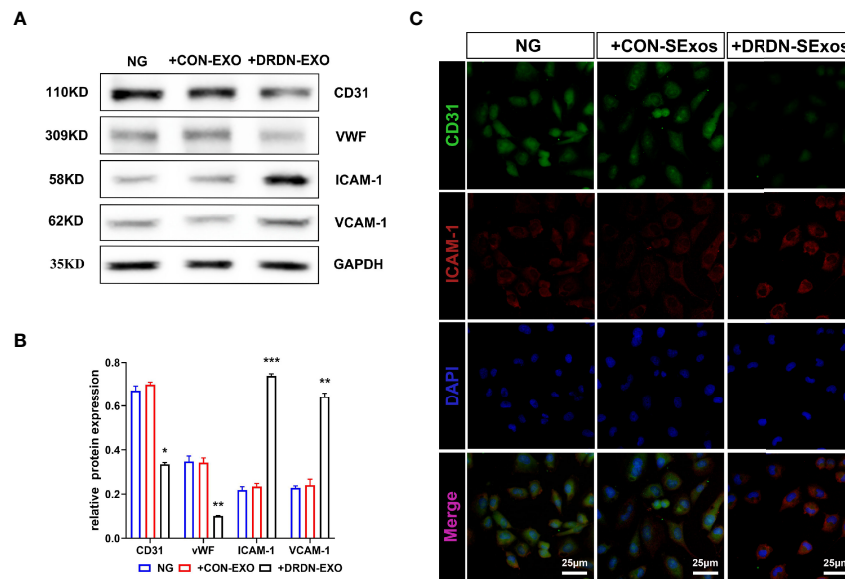 A
NG +CON-EXO +DRDN-EXO
110KD CD31
309KD VWF
58KD ICAM-1
62KD VCAM-1
35KD GAPDH
B
relative protein expression
0.8
0.6
0.4
0.2
0.0
* ** *** **
CD31 vWF ICAM-1 VCAM-1
NG +CON-EXO +DRDN-EXO
C
NG +CON-SExos +DRDN-SExos
CD31
ICAM-1
DAPI
Merge
25μm 25μm 25μm